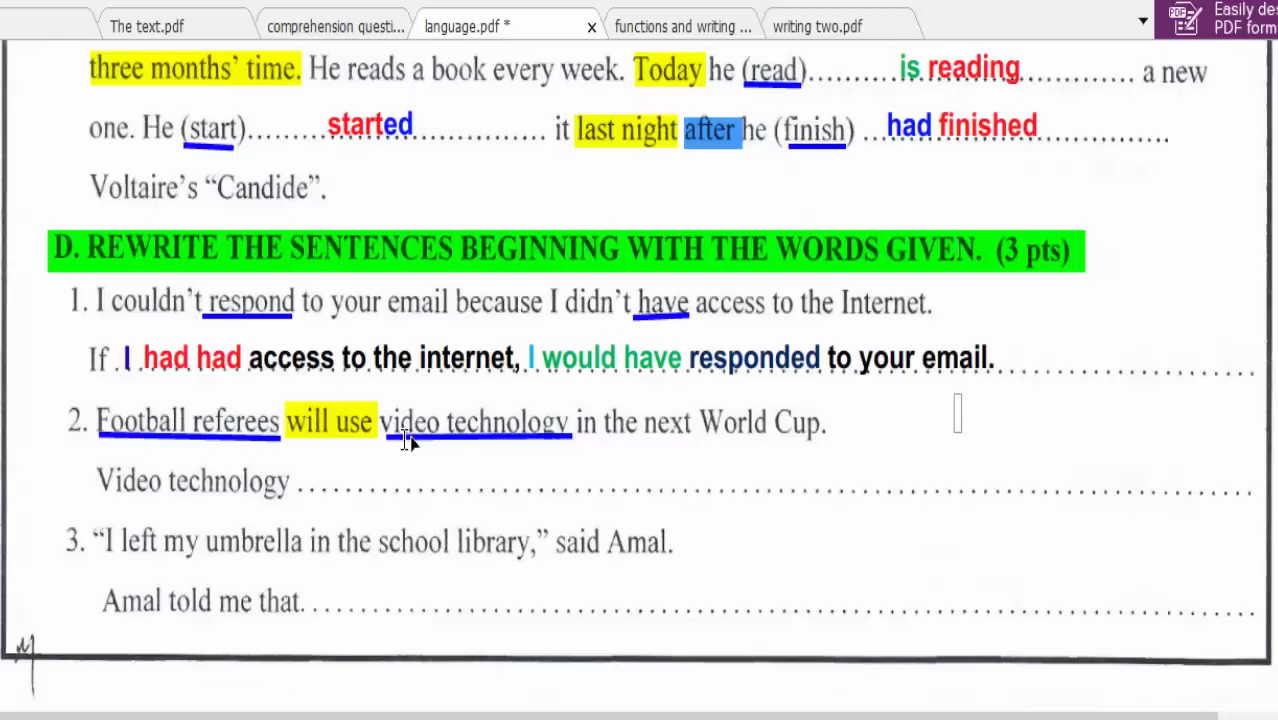 The text.pdf comprehension questi... language.pdf * x functions and writing ... writing two.pdf
Easily des
PDF form
three months' time. He reads a book every week. Today he (read).......... is reading ................ a new
one. He (start)......... started ............... it last night after he (finish) ... had finished ..................
Voltaire's "Candide".
D. REWRITE THE SENTENCES BEGINNING WITH THE WORDS GIVEN. (3 pts)
1. I couldn't respond to your email because I didn't have access to the Internet.
If . I had had access to the internet, I would have responded to your email. ..................
2. Football referees will use video technology in the next World Cup.
Video technology ................................................................
3. "I left my umbrella in the school library," said Amal.
Amal told me that................................................................